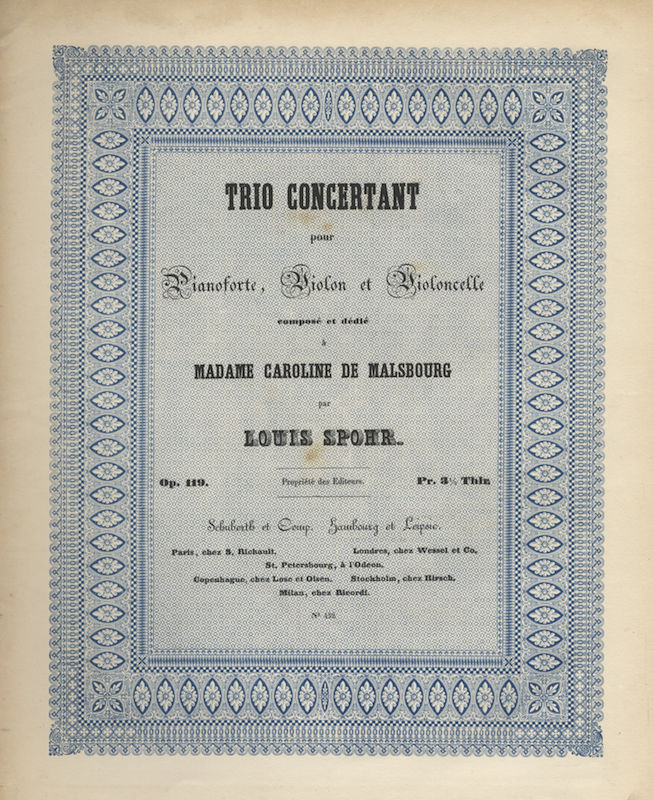 TRIO CONCERTANT
pour
Pianoforte, Violon et Violoncelle
composé et dédié
à
MADAME CAROLINE DE MALSBOURG
par
LOUIS SPOHR.
Op. 119. Propriété des Editeurs. Pr. 3½ Thlr.
Schuberth et Comp. Hambourg et Leipsic.
Paris, chez S. Richault. Londres, chez Wessel et Co.
St. Petersbourg, à l'Odeon.
Copenhague, chez Lose et Olsen. Stockholm, chez Hirsch.
Milan, chez Ricordi.